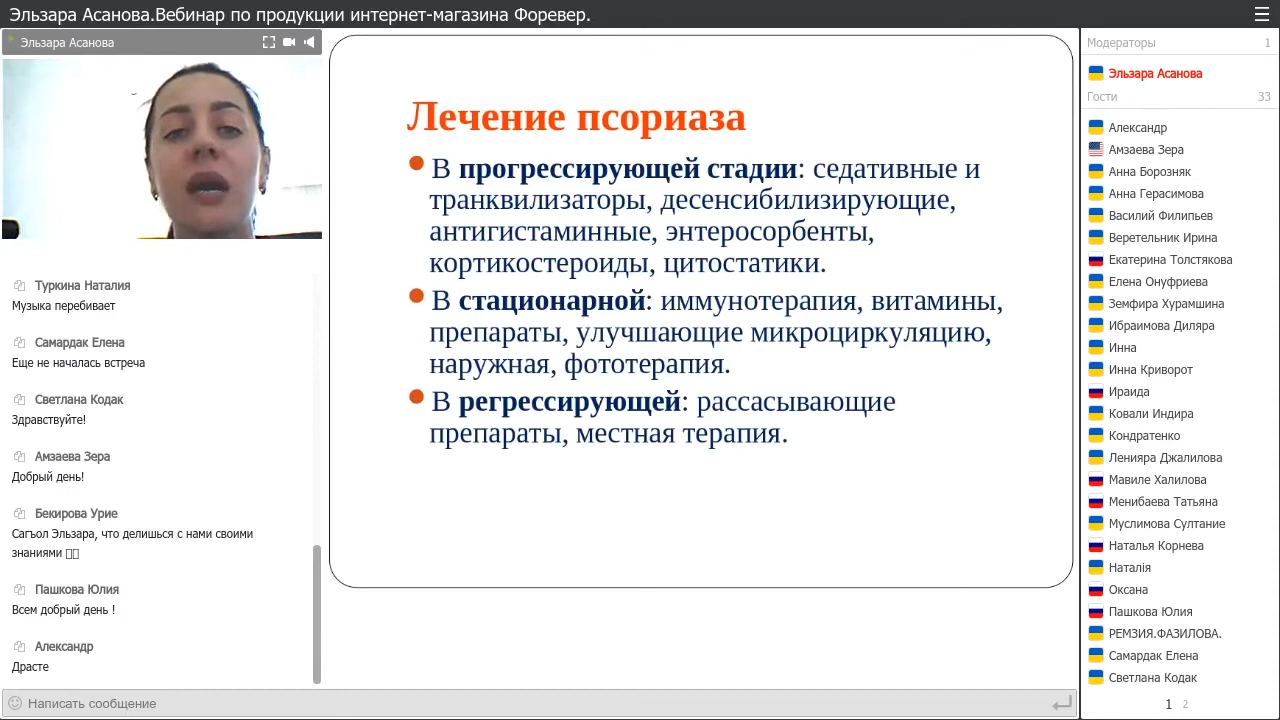 Эльзара Асанова.Вебинар по продукции интернет-магазина Форевер.
Эльзара Асанова
Туркина Наталия
Музыка перебивает
Самардак Елена
Еще не началась встреча
Светлана Кодак
Здравствуйте!
Амзаева Зера
Добрый день!
Бекирова Урие
Сагъол Эльзара, что делишься с нами своими
знаниями
Пашкова Юлия
Всем добрый день !
Александр
Драсте
Написать сообщение
Лечение псориаза
В прогрессирующей стадии: седативные и
транквилизаторы, десенсибилизирующие,
антигистаминные, энтеросорбенты,
кортикостероиды, цитостатики.
В стационарной: иммунотерапия, витамины,
препараты, улучшающие микроциркуляцию,
наружная, фототерапия.
В регрессирующей: рассасывающие
препараты, местная терапия.
Модераторы 1
Эльзара Асанова
Гости 33
Александр
Амзаева Зера
Анна Борозняк
Анна Герасимова
Василий Филипьев
Веретельник Ирина
Екатерина Толстякова
Елена Онуфриева
Земфира Хурамшина
Ибраимова Диляра
Инна
Инна Криворот
Ираида
Ковали Индира
Кондратенко
Ленияра Джалилова
Мавиле Халилова
Менибаева Татьяна
Муслимова Султание
Наталья Корнева
Наталія
Оксана
Пашкова Юлия
РЕМЗИЯ.ФАЗИЛОВА.
Самардак Елена
Светлана Кодак
1 2